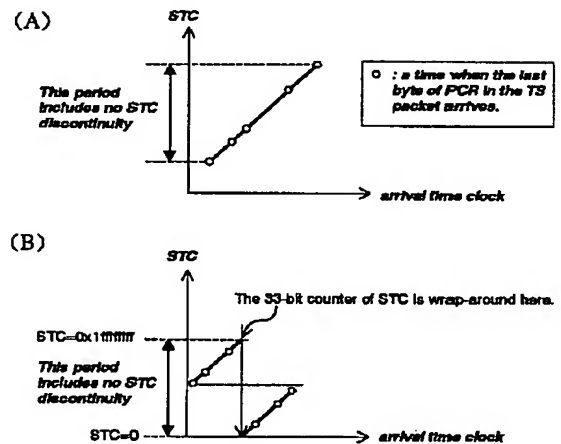 (A)
STC
This period
includes no STC
discontinuity
o : a time when the last
byte of PCR in the TS
packet arrives.
arrival time clock
(B)
STC
The 33-bit counter of STC is wrap-around here.
STC=0x1ffffffff
This period
includes no STC
discontinuity
STC=0
arrival time clock